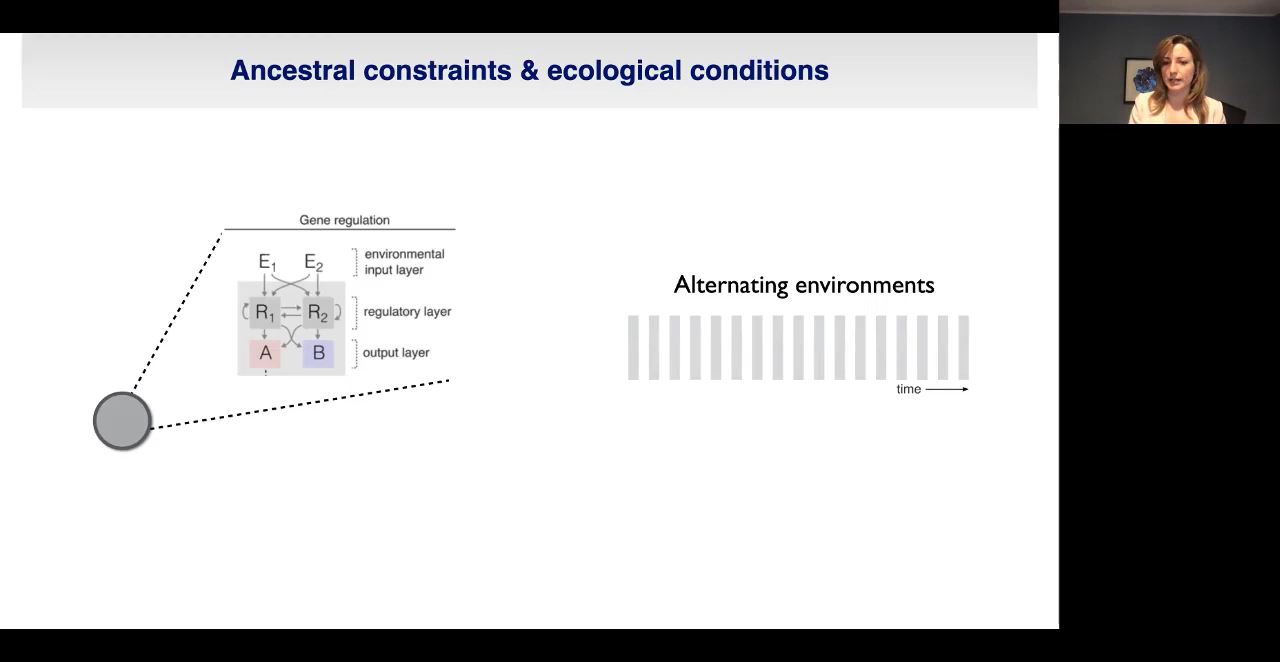 Ancestral constraints & ecological conditions
Gene regulation
E1 E2
environmental
input layer
R1 R2
regulatory layer
A B
output layer
Alternating environments
time